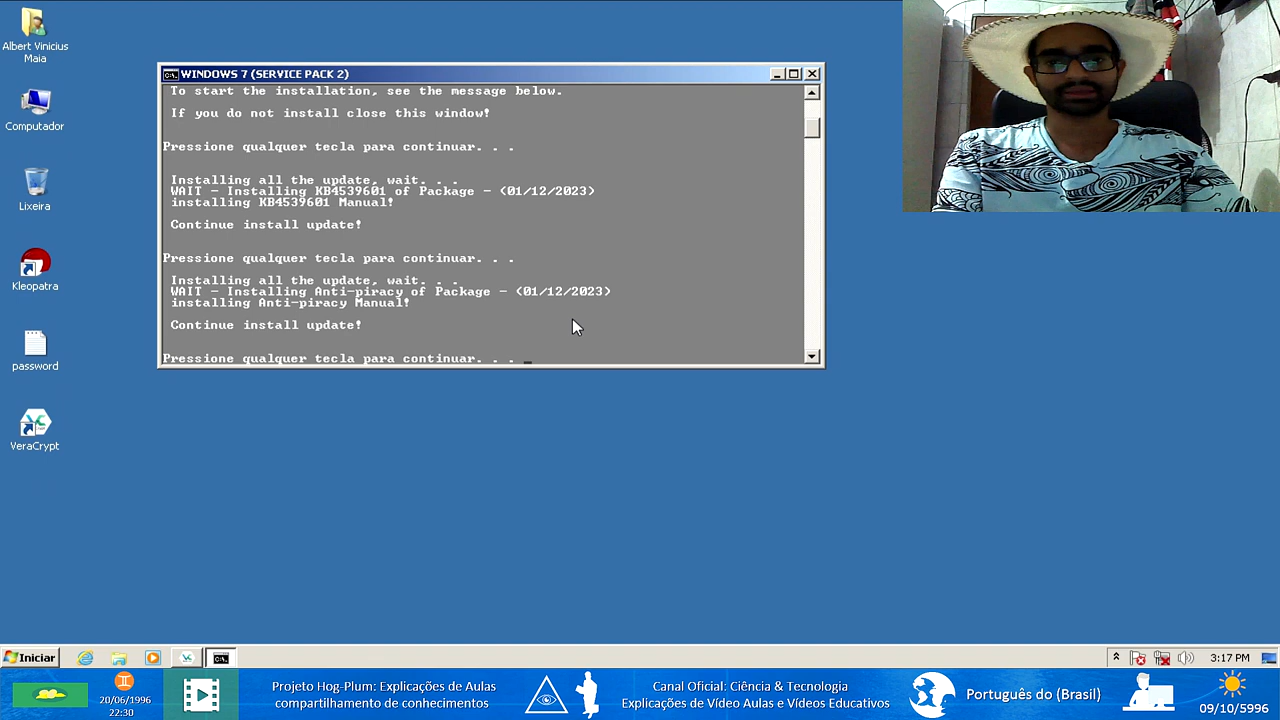 Albert Vinicius
Maia
Computador
Lixeira
Kleopatra
password
VeraCrypt
C:\.
WINDOWS 7 (SERVICE PACK 2)
To start the installation, see the message below.
If you do not install close this window!
Pressione qualquer tecla para continuar. . .
Installing all the update, wait. . .
WAIT - Installing KB4539601 of Package - (01/12/2023)
installing KB4539601 Manual!
Continue install update!
Pressione qualquer tecla para continuar. . .
Installing all the update, wait. . .
WAIT - Installing Anti-piracy of Package - (01/12/2023)
installing Anti-piracy Manual!
Continue install update!
Pressione qualquer tecla para continuar. . . _
Iniciar
C:\.
3:17 PM
20/06/1996
22:30
Projeto Hog-Plum: Explicações de Aulas
compartilhamento de conhecimentos
Canal Oficial: Ciência & Tecnologia
Explicações de Vídeo Aulas e Vídeos Educativos
Português do (Brasil)
09/10/5996